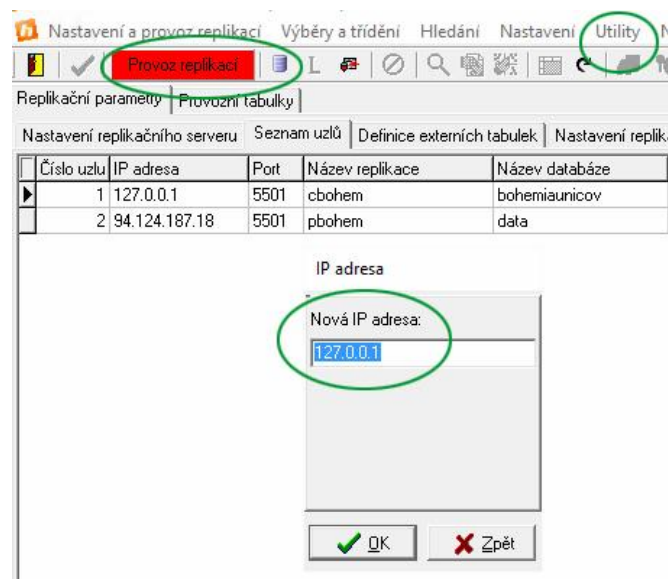 Nastavení a provoz replikací Výběry a třídění Hledání Nastavení Utility N
Provoz replikací L
Replikační parametry Provozní tabulky
Nastavení replikačního serveru Seznam uzlů Definice externích tabulek Nastavení replik
Číslo uzlu IP adresa Port Název replikace Název databáze
1 127.0.0.1 5501 cbohem bohemiaunicov
2 94.124.187.18 5501 pbohem data
IP adresa
Nová IP adresa:
127.0.0.1
OK Zpět